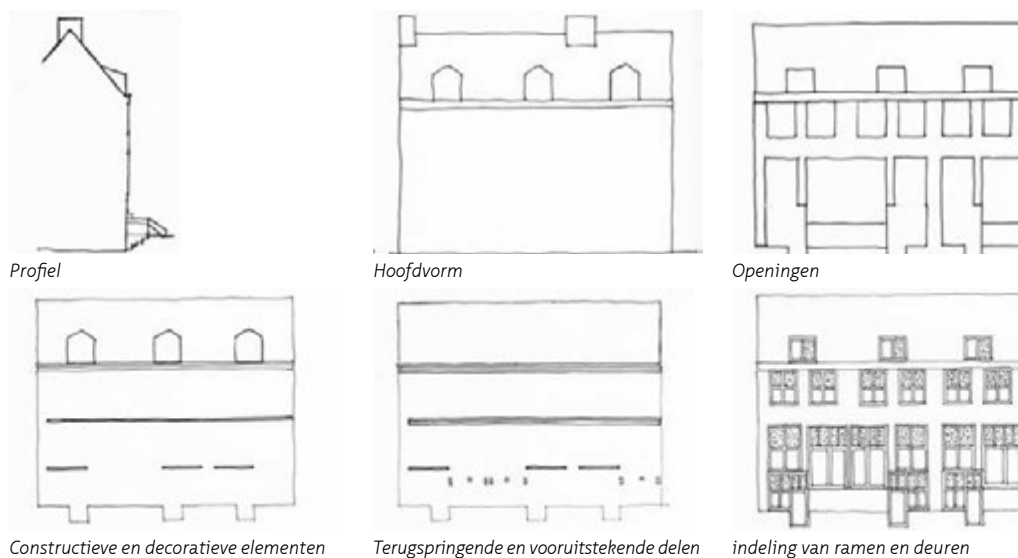 Profiel
Hoofdvorm
Openingen
Constructieve en decoratieve elementen
Terugspringende en vooruitstekende delen
indeling van ramen en deuren